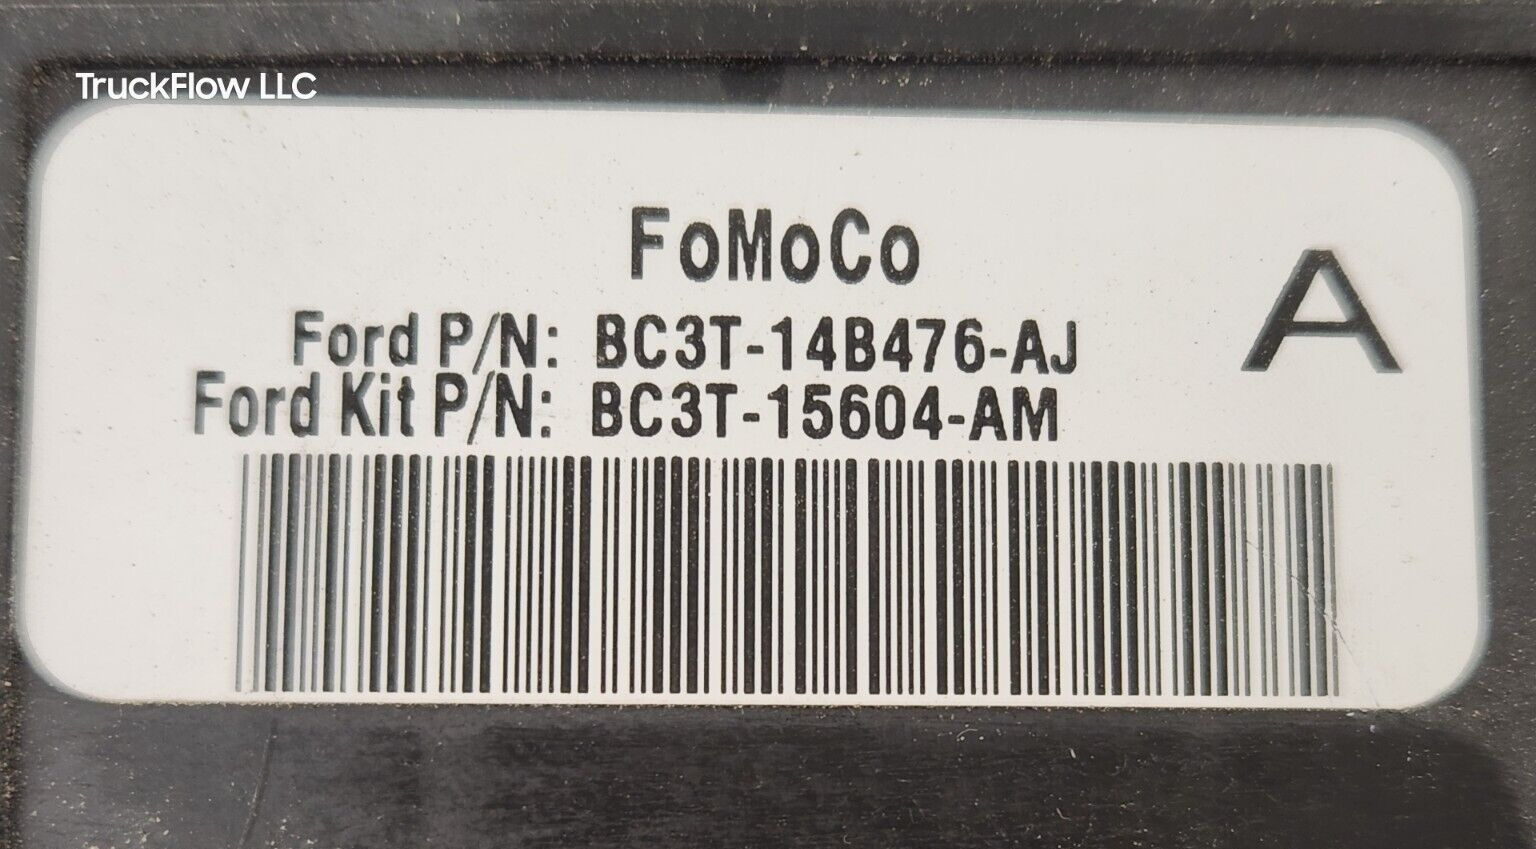 TruckFlow LLC
FoMoCo
A
Ford P/N: BC3T-14B476-AJ
Ford Kit P/N: BC3T-15604-AM